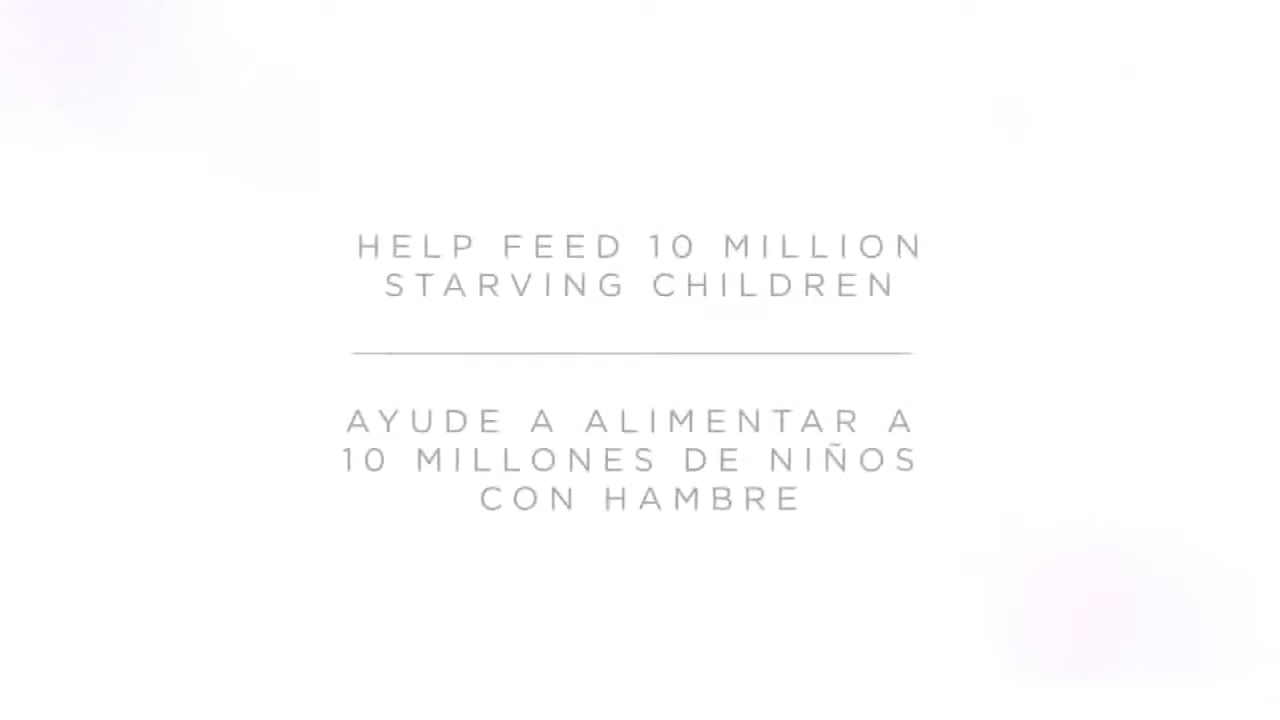 HELP FEED 10 MILLION
STARVING CHILDREN
AYUDE A ALIMENTAR A
10 MILLONES DE NIÑOS
CON HAMBRE